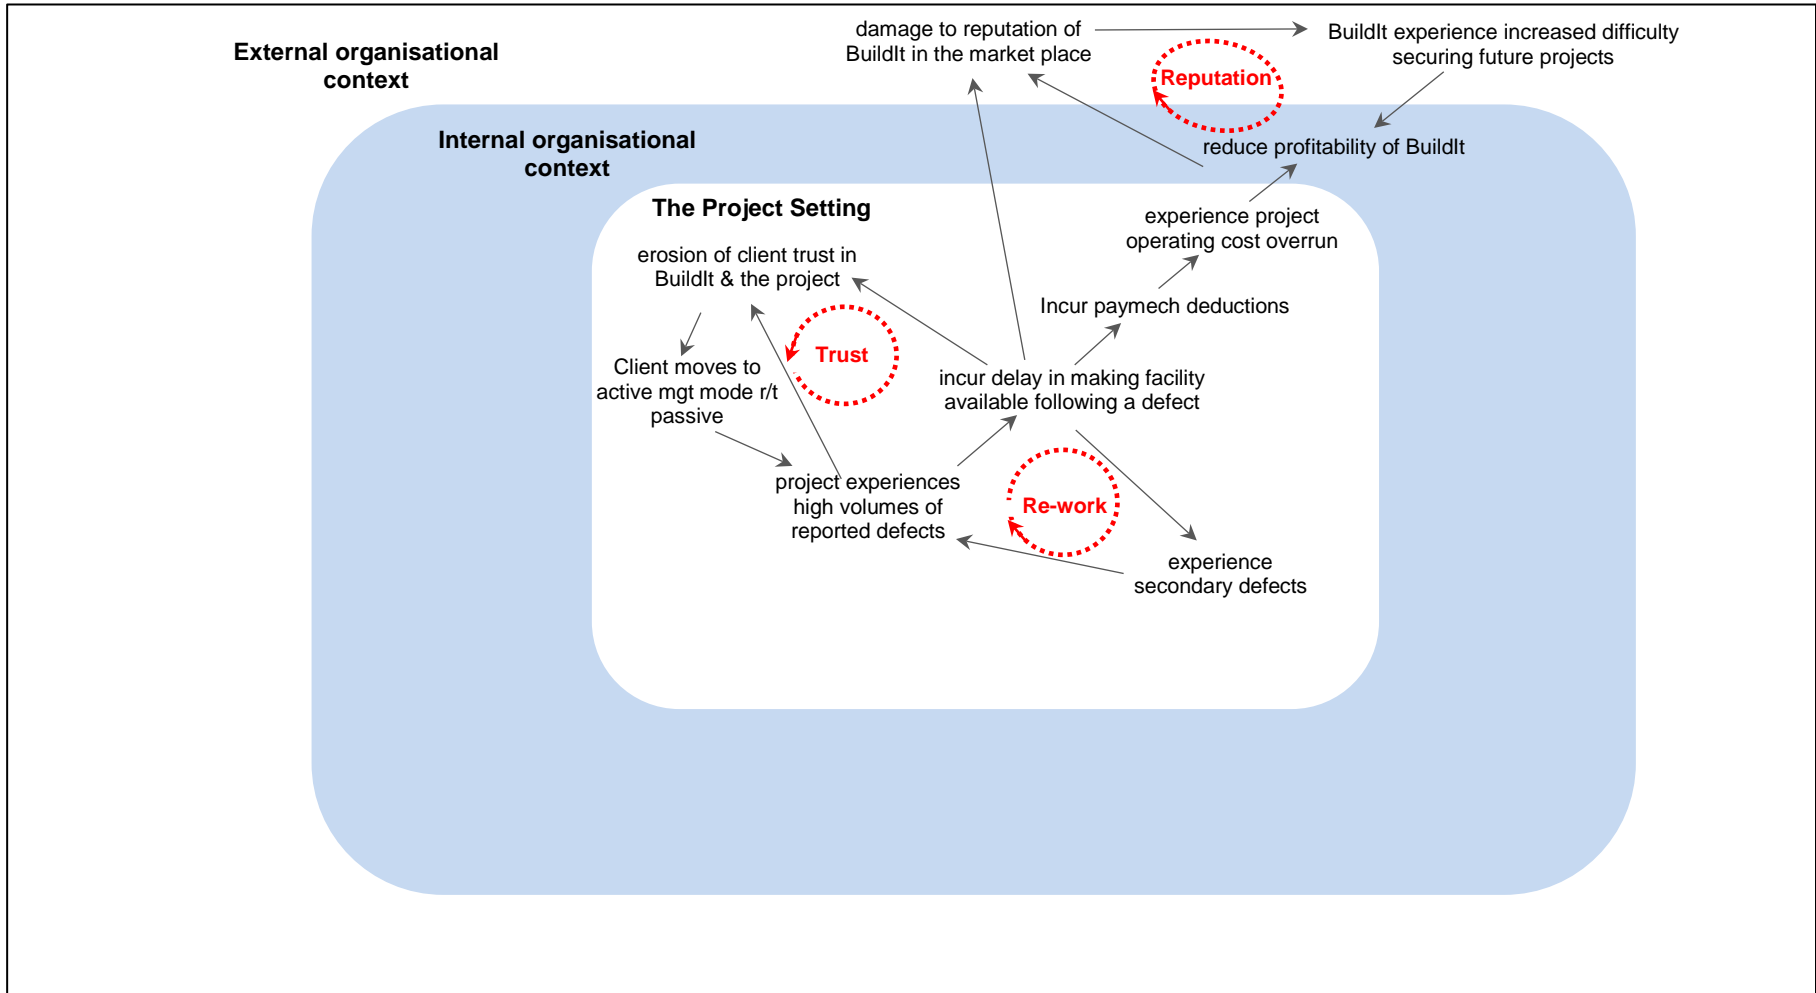 damage to reputation of
BuildIt in the market place
BuildIt experience increased difficulty
securing future projects
External organisational
context
Reputation
Internal organisational
context
reduce profitability of BuildIt
The Project Setting
experience project
operating cost overrun
erosion of client trust in
BuildIt & the project
Incur paymech deductions
Trust
Client moves to
active mgt mode r/t
passive
incur delay in making facility
available following a defect
project experiences
high volumes of
reported defects
Re-work
experience
secondary defects